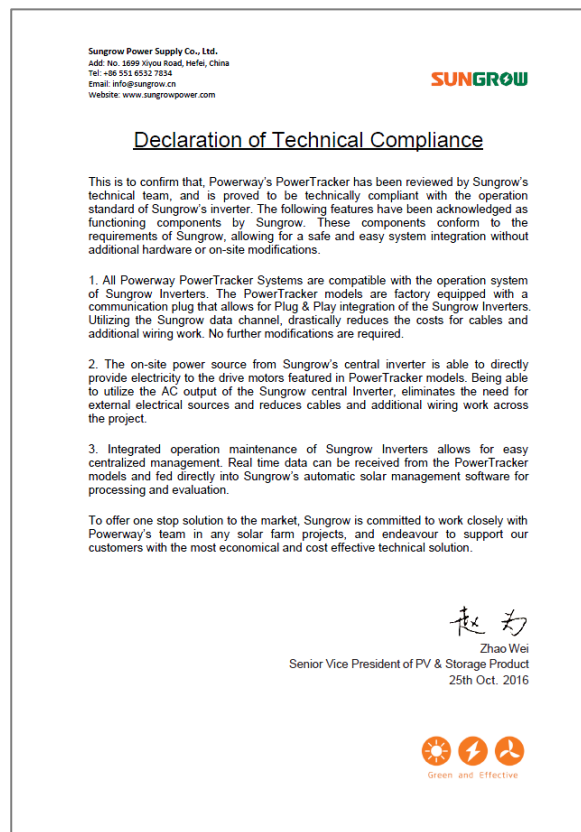 Sungrow Power Supply Co., Ltd.
Add: No. 1699 Xiyou Road, Hefei, China
Tel: +86 551 6532 7834
Email: info@sungrow.cn
Website: www.sungrowpower.com
SUNGROW
Declaration of Technical Compliance
This is to confirm that, Powerway's PowerTracker has been reviewed by Sungrow's
technical team, and is proved to be technically compliant with the operation
standard of Sungrow's inverter. The following features have been acknowledged as
functioning components by Sungrow. These components conform to the
requirements of Sungrow, allowing for a safe and easy system integration without
additional hardware or on-site modifications.
1. All Powerway PowerTracker Systems are compatible with the operation system
of Sungrow Inverters. The PowerTracker models are factory equipped with a
communication plug that allows for Plug & Play integration of the Sungrow Inverters.
Utilizing the Sungrow data channel, drastically reduces the costs for cables and
additional wiring work. No further modifications are required.
2. The on-site power source from Sungrow's central inverter is able to directly
provide electricity to the drive motors featured in PowerTracker models. Being able
to utilize the AC output of the Sungrow central Inverter, eliminates the need for
external electrical sources and reduces cables and additional wiring work across
the project.
3. Integrated operation maintenance of Sungrow Inverters allows for easy
centralized management. Real time data can be received from the PowerTracker
models and fed directly into Sungrow's automatic solar management software for
processing and evaluation.
To offer one stop solution to the market, Sungrow is committed to work closely with
Powerway's team in any solar farm projects, and endeavour to support our
customers with the most economical and cost effective technical solution.
赵为
Zhao Wei
Senior Vice President of PV & Storage Product
25th Oct. 2016
Green and Effective